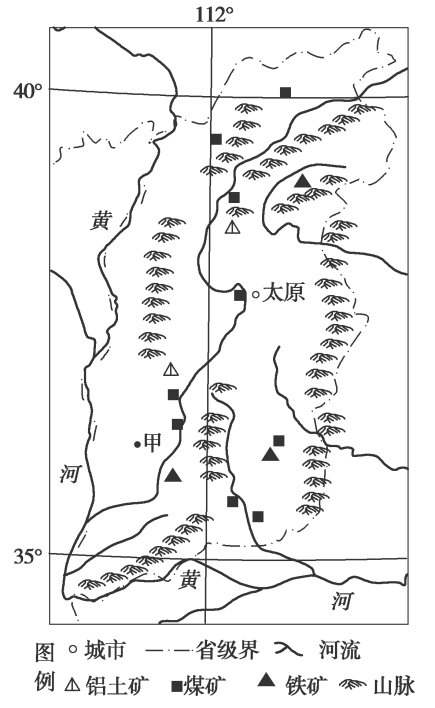 112°
40°
黄
太原
甲
河
35°
黄
河
图 城市 省级界 河流
例 铝土矿 煤矿 铁矿 山脉